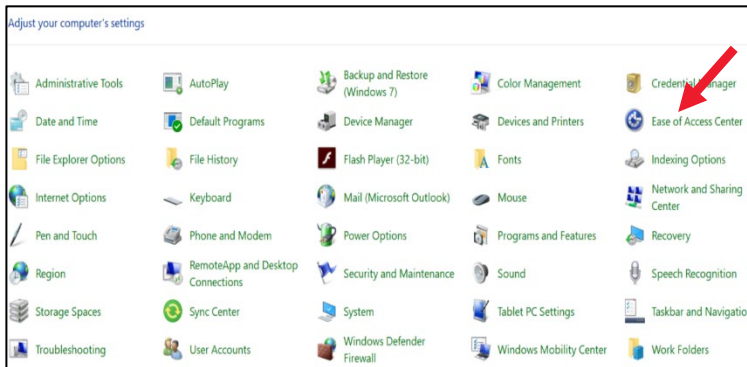 Adjust your computer's settings
Administrative Tools
AutoPlay
Backup and Restore
(Windows 7)
Color Management
Credential Manager
Date and Time
Default Programs
Device Manager
Devices and Printers
Ease of Access Center
File Explorer Options
File History
Flash Player (32-bit)
Fonts
Indexing Options
Internet Options
Keyboard
Mail (Microsoft Outlook)
Mouse
Network and Sharing
Center
Pen and Touch
Phone and Modem
Power Options
Programs and Features
Recovery
Region
RemoteApp and Desktop
Connections
Security and Maintenance
Sound
Speech Recognition
Storage Spaces
Sync Center
System
Tablet PC Settings
Taskbar and Navigatio
Troubleshooting
User Accounts
Windows Defender
Firewall
Windows Mobility Center
Work Folders